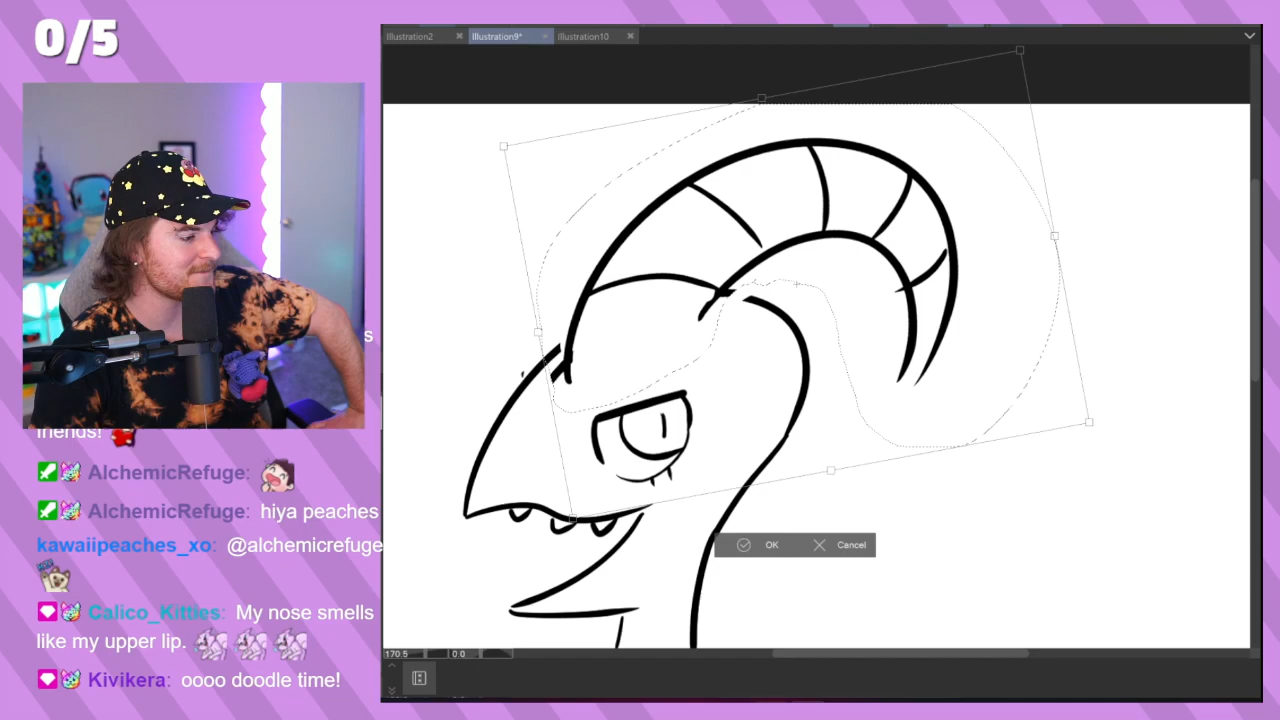 0/5
Illustration2
Illustration9*
Illustration10
s
friends!
AlchemicRefuge:
AlchemicRefuge: hiya peaches
kawaiipeaches_xo: @alchemicrefuge
Calico_Kitties: My nose smells
like my upper lip.
Kivikera: oooo doodle time!
OK
Cancel
170.5
0.0